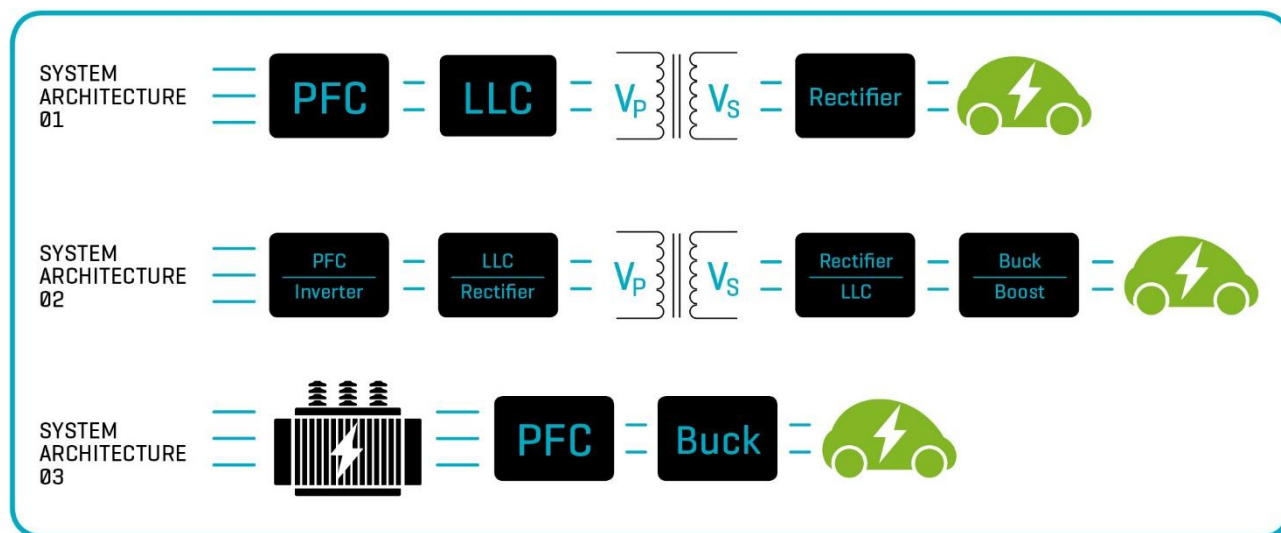 SYSTEM
ARCHITECTURE
01
PFC
LLC
VP
VS
Rectifier
SYSTEM
ARCHITECTURE
02
PFC
Inverter
LLC
Rectifier
VP
VS
Rectifier
LLC
Buck
Boost
SYSTEM
ARCHITECTURE
03
PFC
Buck